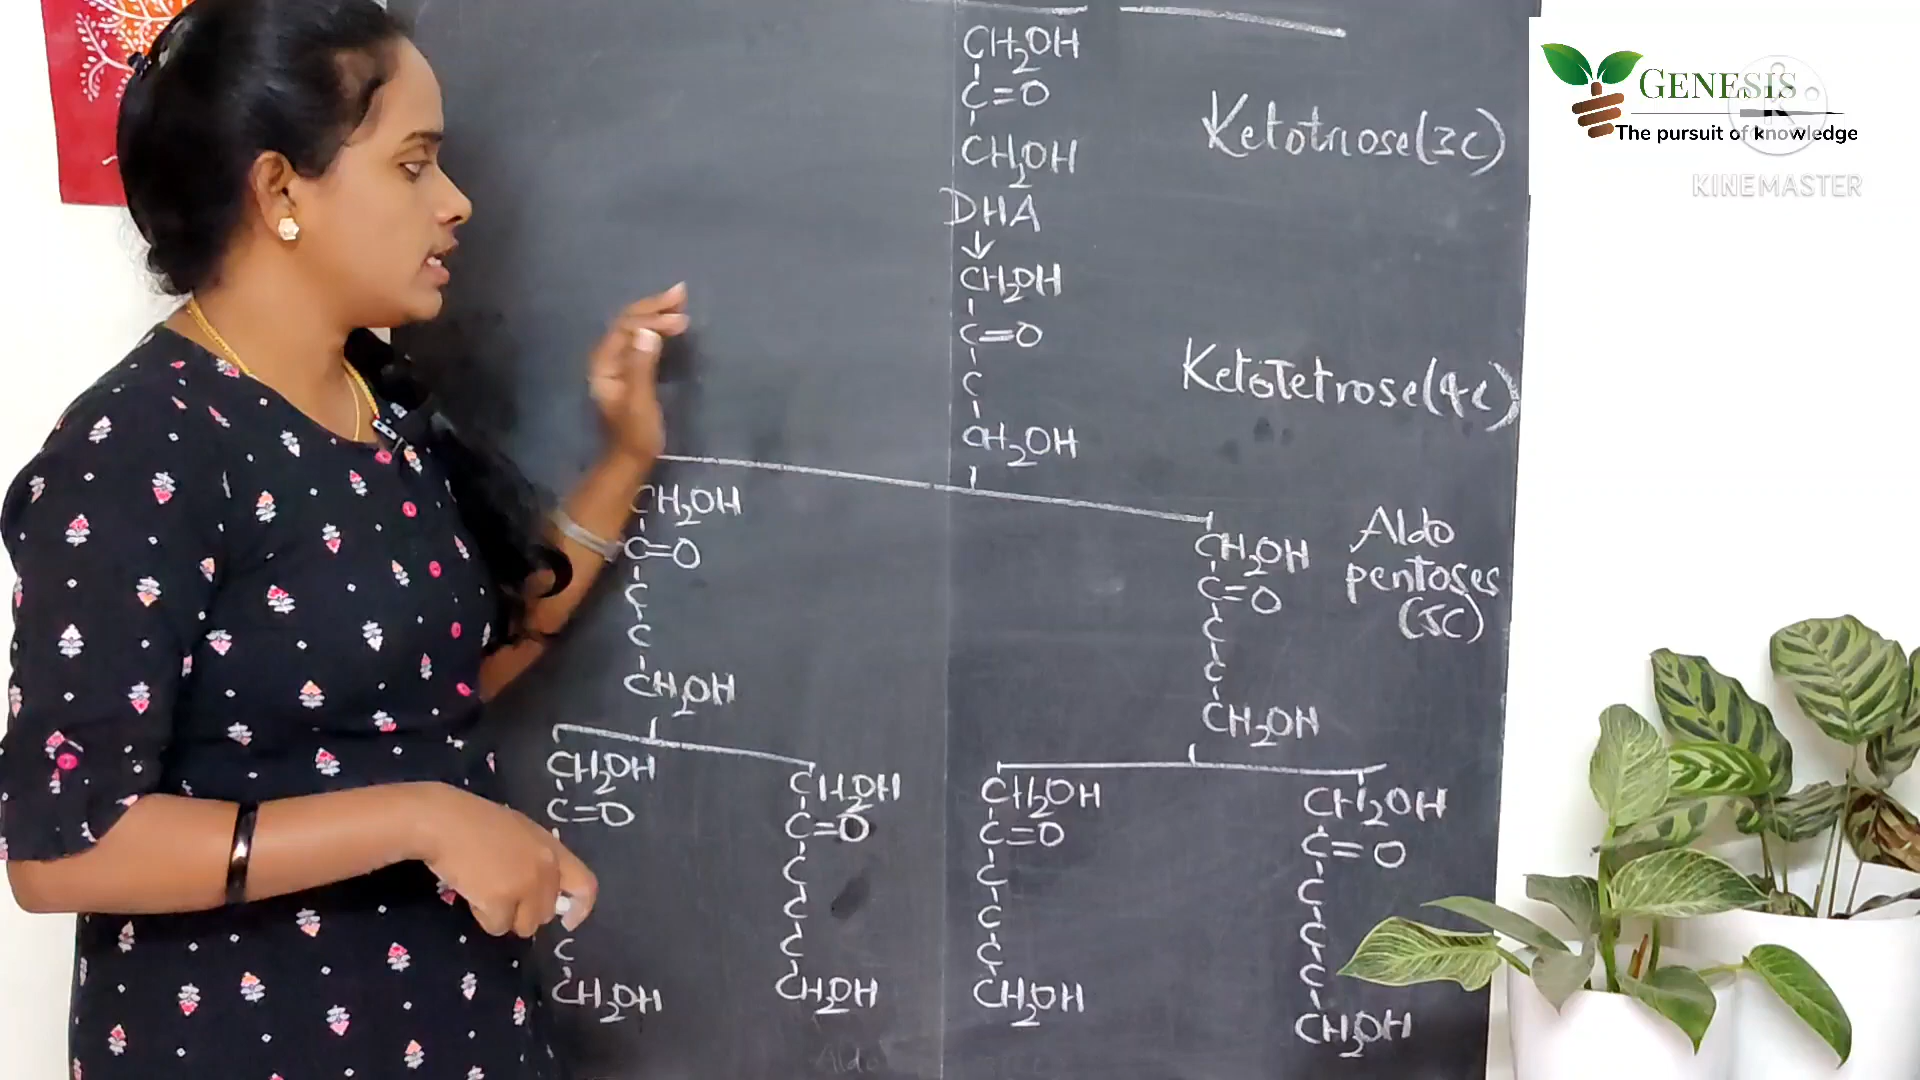 CH2OH
C=O
CH2OH
DHA
Ketotriose(3C)
GENESIS
The pursuit of knowledge
KINEMASTER
CH2OH
C=O
C
CH2OH
KetoTetrose(4C)
CH2OH
C=O
C
C
CH2OH
CH2OH
C=O
C
C
CH2OH
Aldo
pentoses
(5C)
CH2OH
C=O
C
CH2OH
CH2OH
C=O
C
C
C
CH2OH
CH2OH
C=O
C
C
C
CH2OH
CH2OH
C=O
C
C
C
CH2OH
Aldo